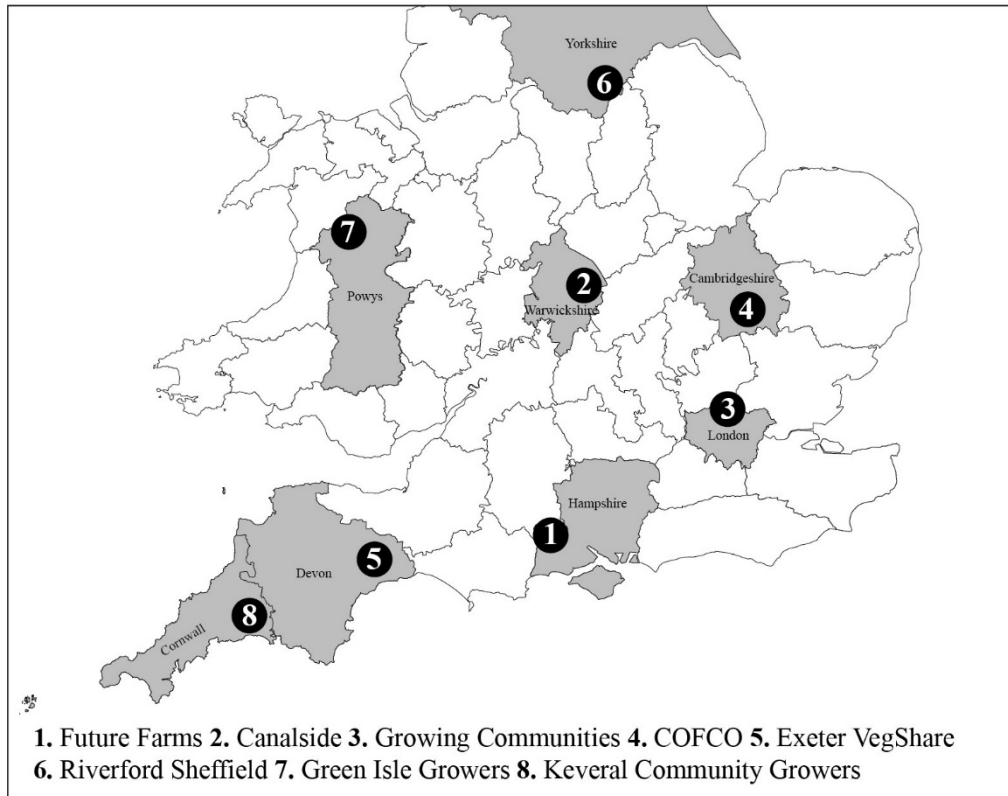 Yorkshire
6
7
Powys
2
Warwickshire
Cambridgeshire
4
3
London
Hampshire
1
5
Devon
8
Cornwall
1. Future Farms 2. Canalside 3. Growing Communities 4. COFCO 5. Exeter VegShare
6. Riverford Sheffield 7. Green Isle Growers 8. Keveral Community Growers